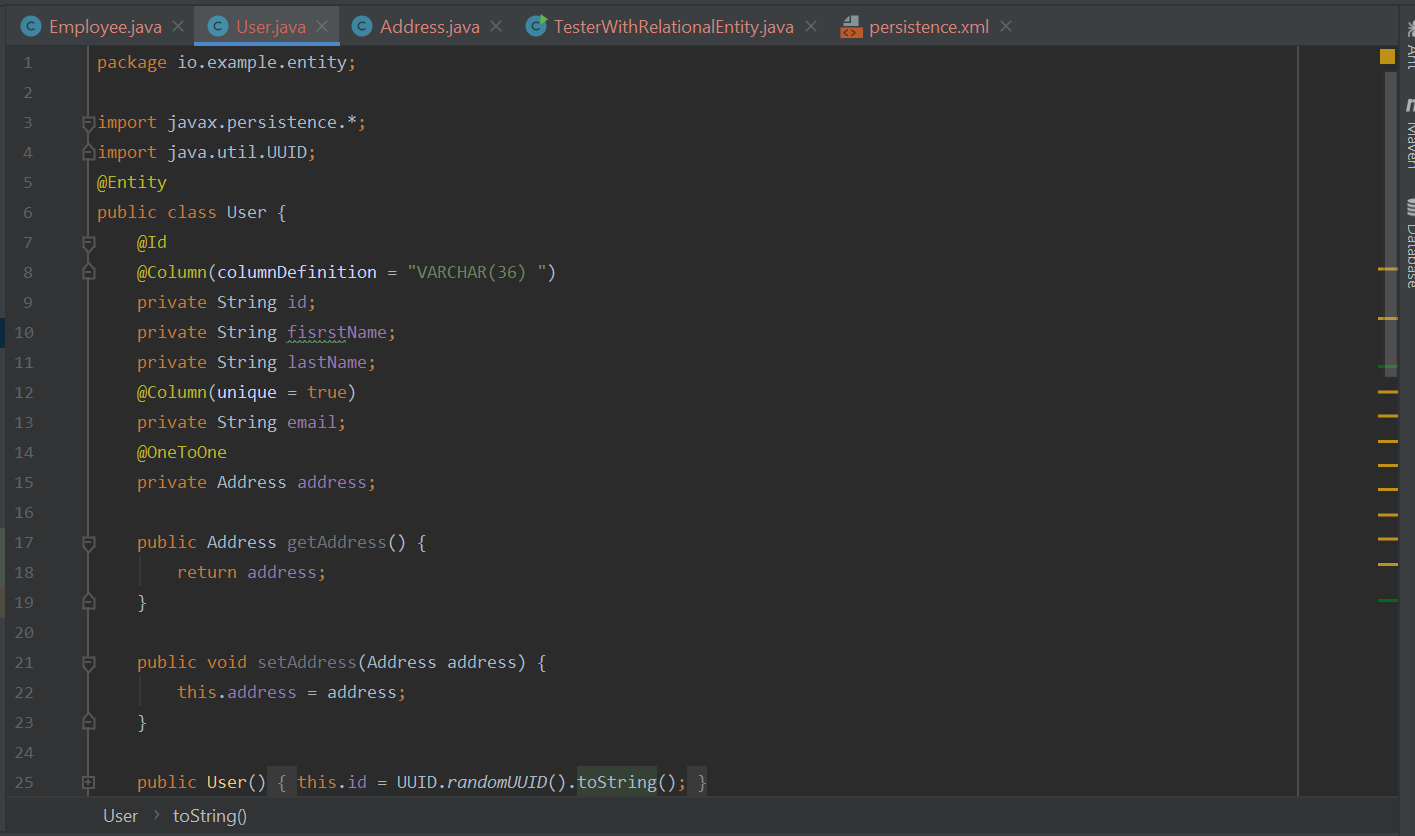 Employee.java User.java Address.java TesterWithRelationalEntity.java persistence.xml
1 package io.example.entity;
2
3 import javax.persistence.*;
4 import java.util.UUID;
5 @Entity
6 public class User {
7 @Id
8 @Column(columnDefinition = "VARCHAR(36) ")
9 private String id;
10 private String fisrstName;
11 private String lastName;
12 @Column(unique = true)
13 private String email;
14 @OneToOne
15 private Address address;
16
17 public Address getAddress() {
18 return address;
19 }
20
21 public void setAddress(Address address) {
22 this.address = address;
23 }
24
25 public User() { this.id = UUID.randomUUID().toString(); }
User › toString()
Ant
Maven
Database